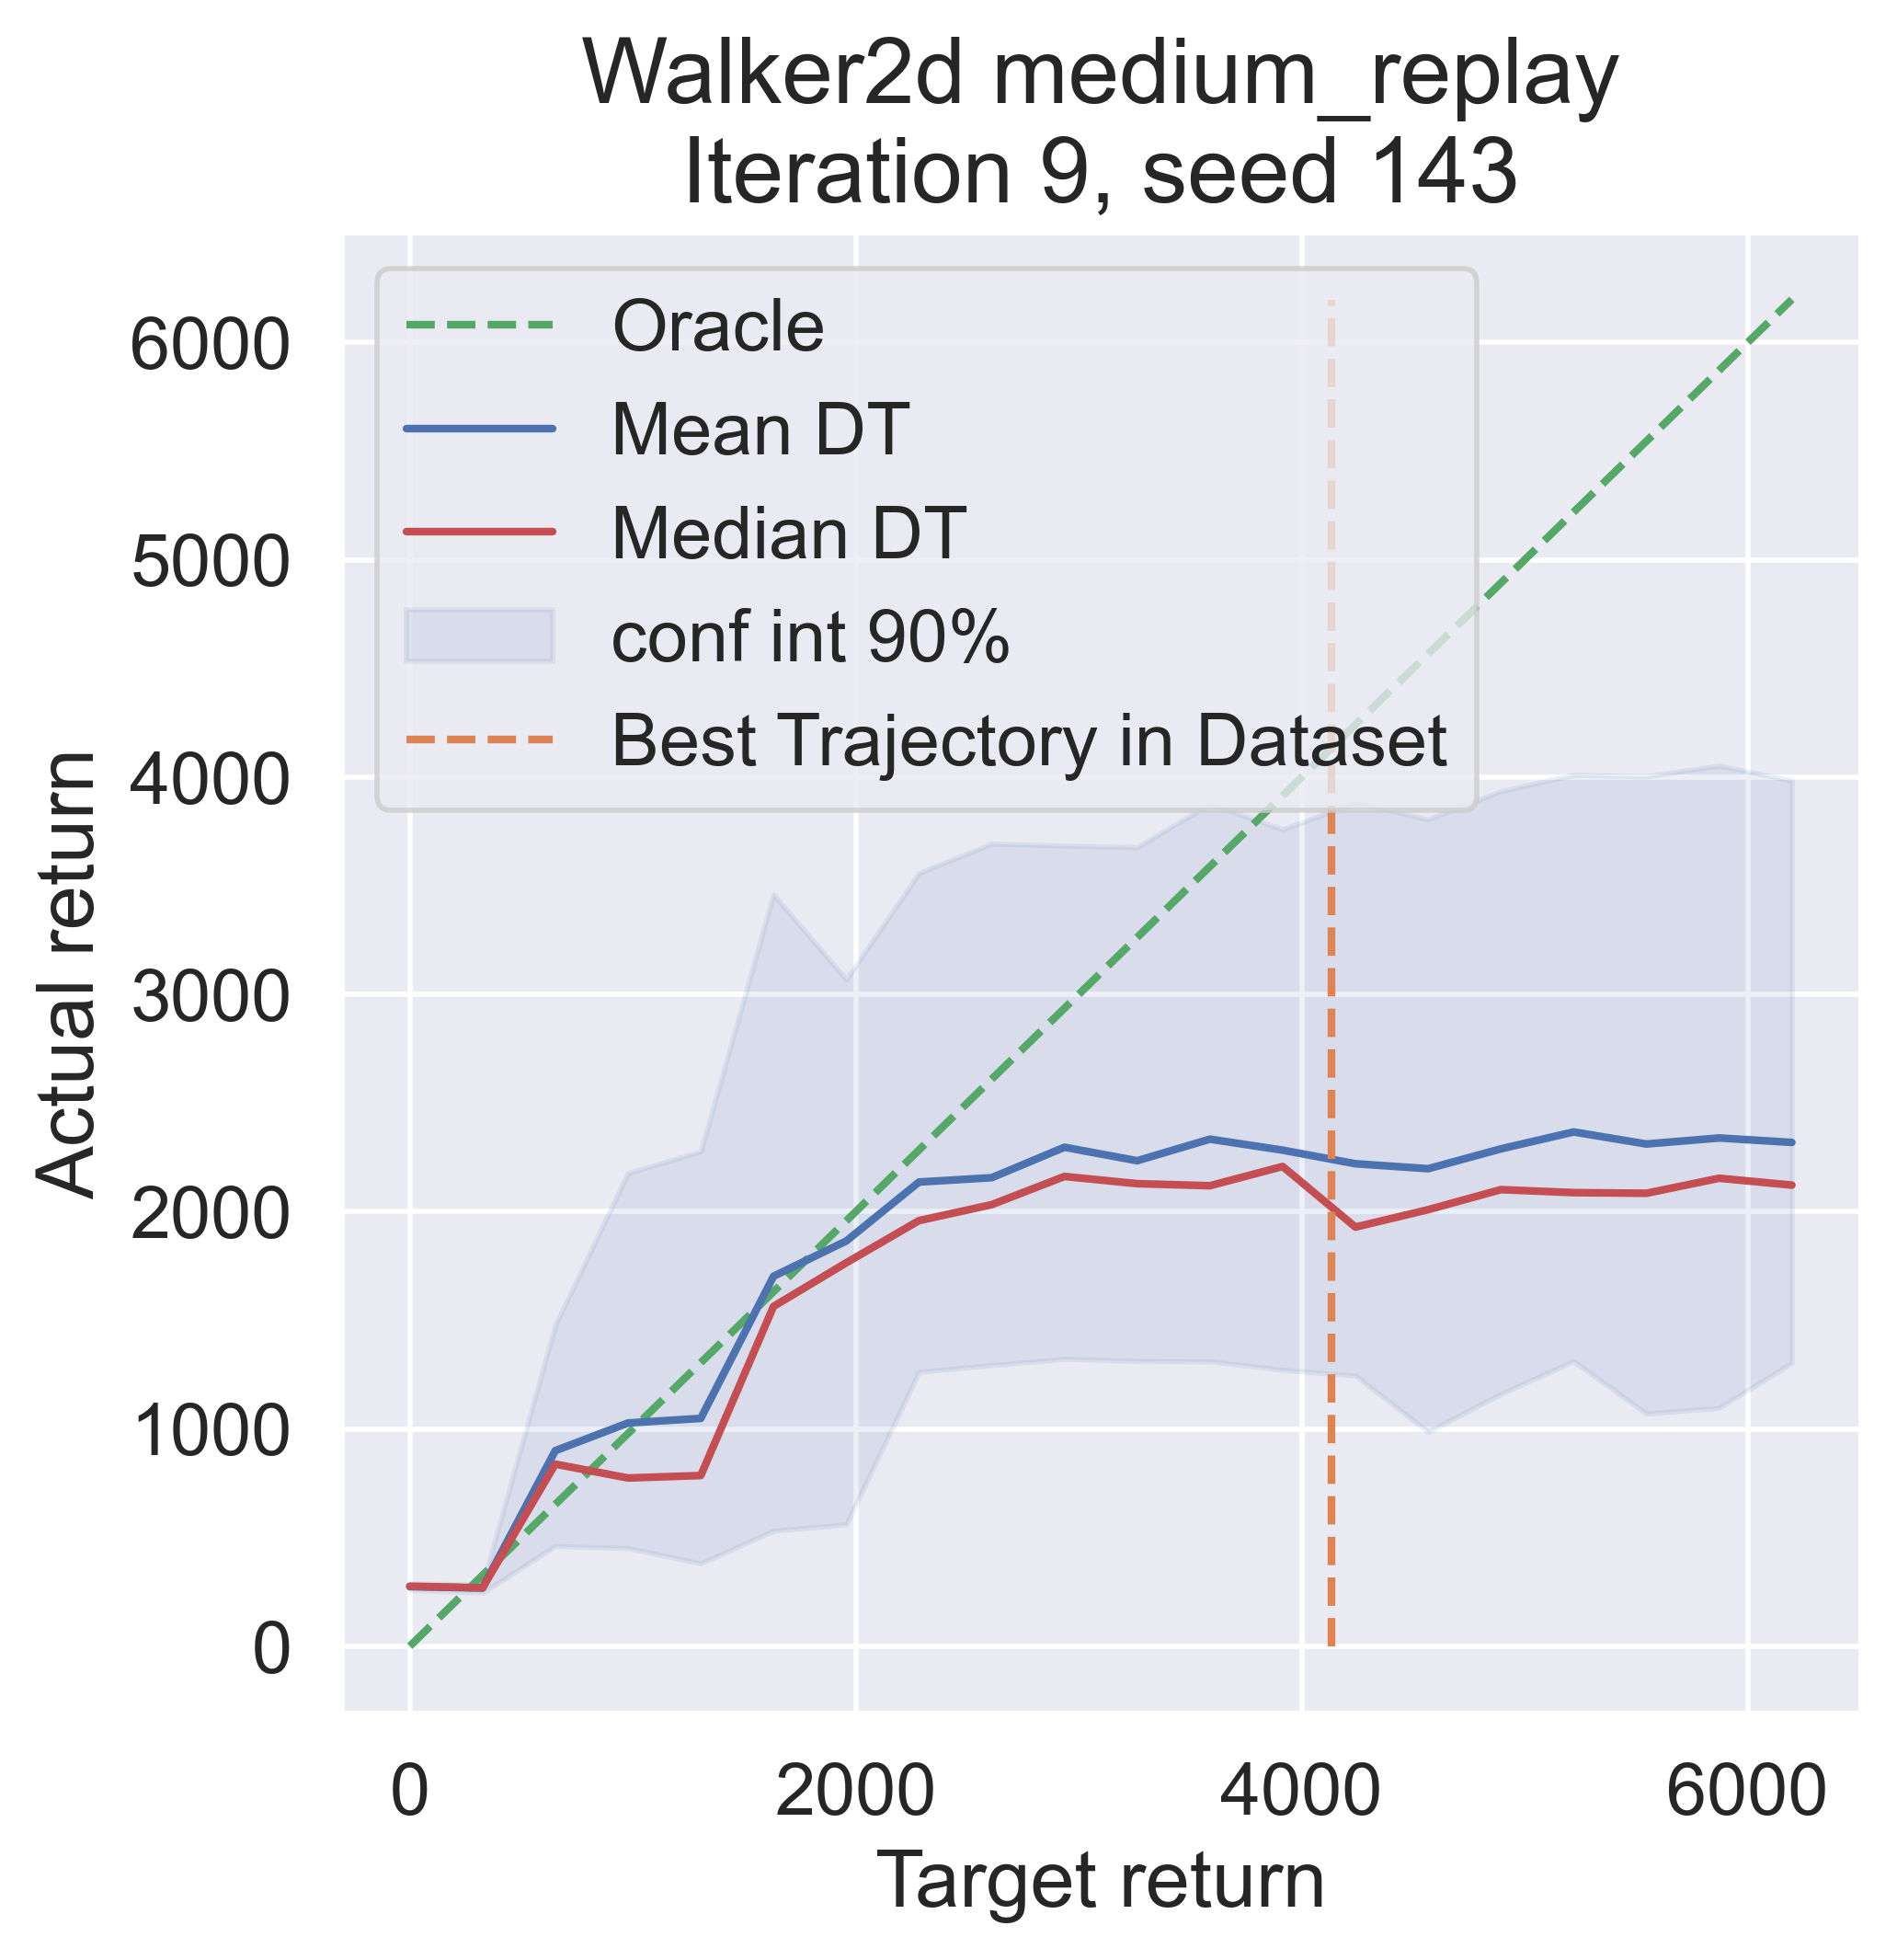 Walker2d medium_replay
Iteration 9, seed 143
Oracle
Mean DT
Median DT
conf int 90%
Best Trajectory in Dataset
6000
5000
4000
3000
2000
1000
0
Actual return
0
2000
4000
6000
Target return